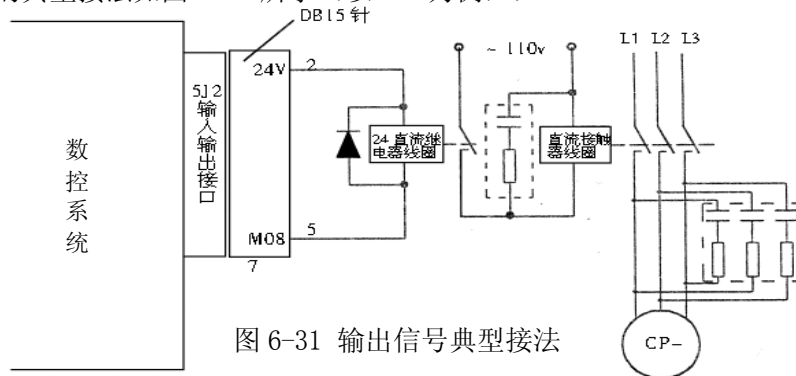 DB15针
24V
2
5J2
输入输出接口
数控系统
M08
5
7
24 直流继
电器线圈
~ 110v
直流接触
器线圈
L1 L2 L3
CP-
图 6-31 输出信号典型接法